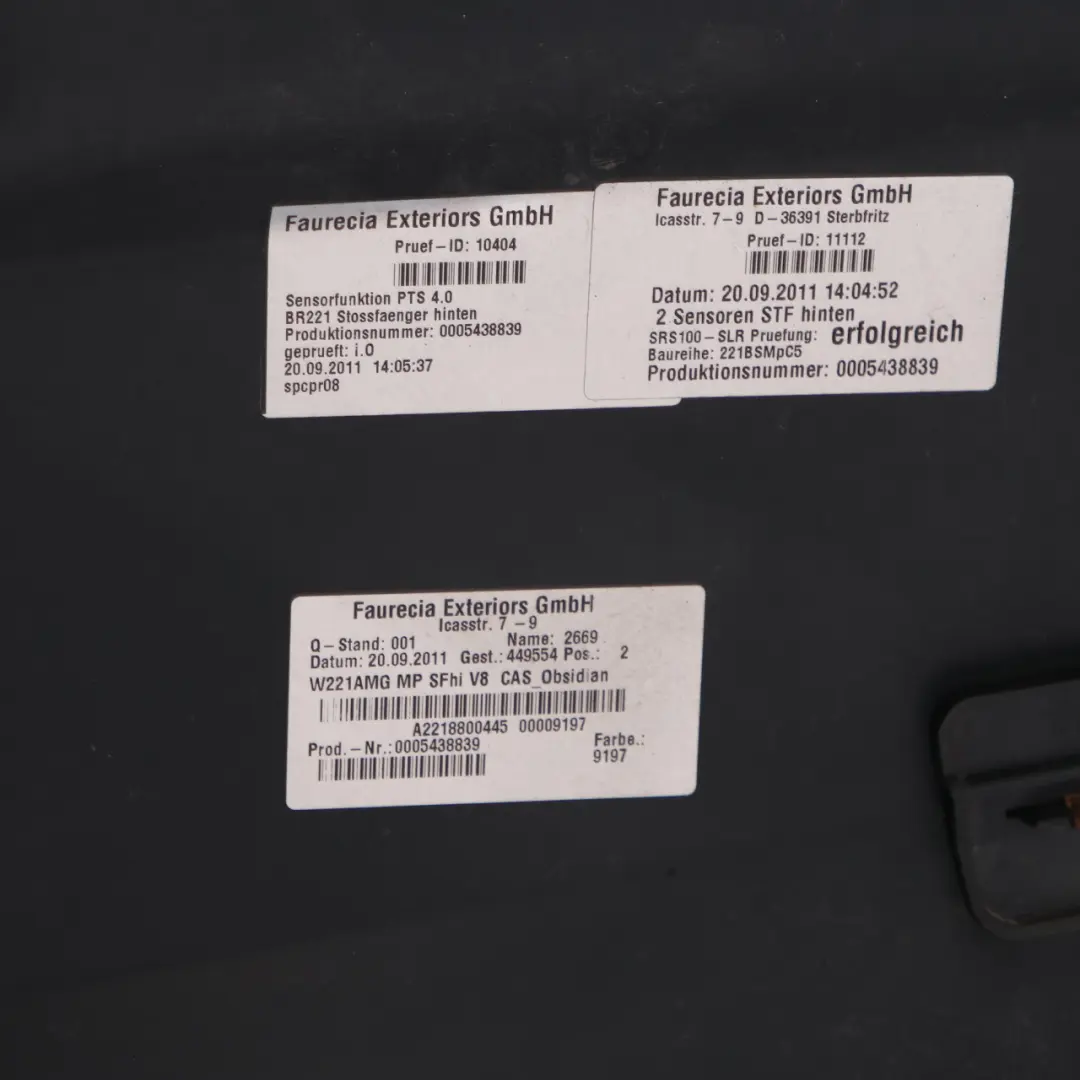 Faurecia Exteriors GmbH
Pruef-ID: 10404
Sensorfunktion PTS 4.0
BR221 Stossfaenger hinten
Produktionsnummer: 0005438839
geprueft: i.O
20.09.2011 14:05:37
spcpr08
Faurecia Exteriors GmbH
Icasstr. 7-9 D-36391 Sterbfritz
Pruef-ID: 11112
Datum: 20.09.2011 14:04:52
2 Sensoren STF hinten
SRS100-SLR Pruefung: erfolgreich
Baureihe: 221BSMpC5
Produktionsnummer: 0005438839
Faurecia Exteriors GmbH
Icasstr. 7-9
Q-Stand: 001 Name: 2669
Datum: 20.09.2011 Gest.: 449554 Pos.: 2
W221AMG MP SFhi V8 CAS_Obsidian
A2218800445 00009197
Prod.-Nr.:0005438839 Farbe.:
9197